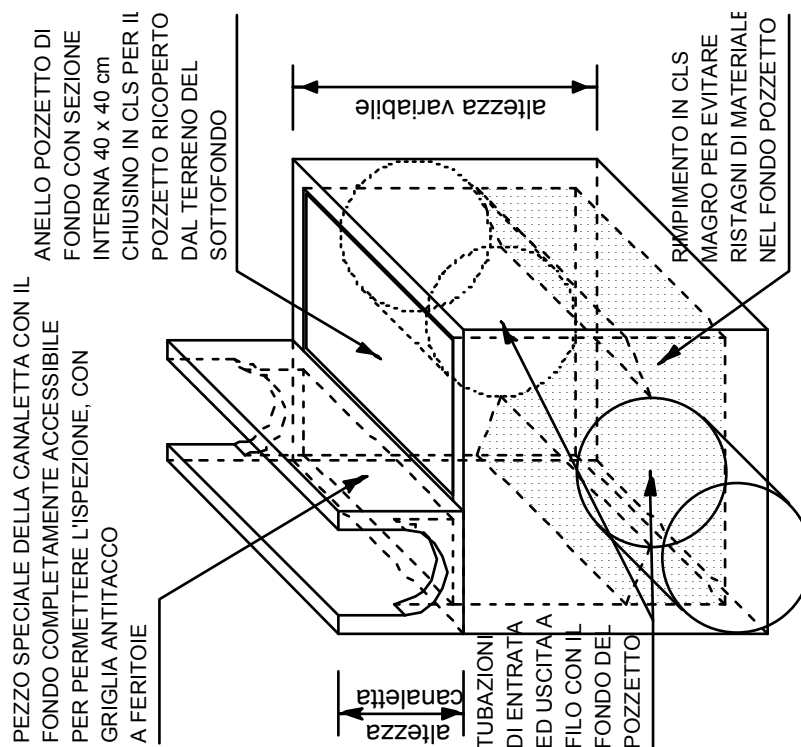 PEZZO SPECIALE DELLA CANALETTA CON IL
FONDO COMPLETAMENTE ACCESSIBILE
PER PERMETTERE L'ISPEZIONE, CON
GRIGLIA ANTITACCO
A FERITOIE
ANELLO POZZETTO DI
FONDO CON SEZIONE
INTERNA 40 x 40 cm
CHIUSINO IN CLS PER IL
POZZETTO RICOPERTO
DAL TERRENO DEL
SOTTOFONDO
altezza variabile
RIMPIMENTO IN CLS
MAGRO PER EVITARE
RISTAGNI DI MATERIALE
NEL FONDO POZZETTO
altezza
canaletta
TUBAZIONI
DI ENTRATA
ED USCITA A
FILO CON IL
FONDO DEL
POZZETTO